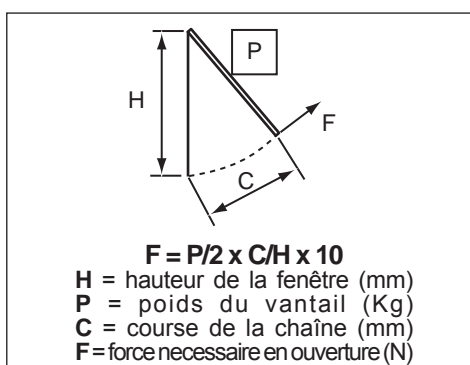 P
H
F
C
F = P/2 x C/H x 10
H = hauteur de la fenêtre (mm)
P = poids du vantail (Kg)
C = course de la chaîne (mm)
F = force necessaire en ouverture (N)